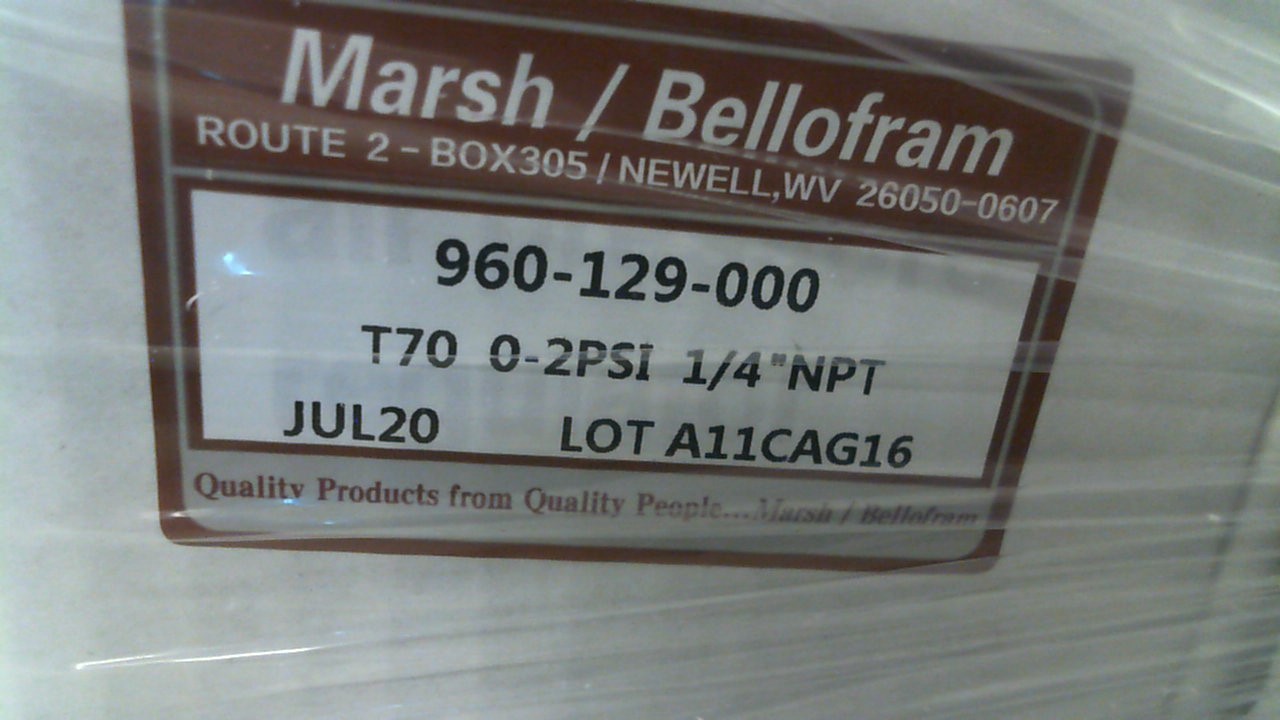 Marsh / Bellofram
ROUTE 2 - BOX305 / NEWELL,WV 26050-0607
960-129-000
T70 0-2PSI 1/4"NPT
JUL20 LOT A11CAG16
Quality Products from Quality People...Marsh / Bellofram